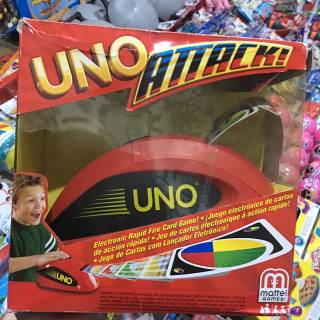 UNO ATTACK!
UNO
Electronic Rapid Fire Card Game! • ¡Juego electrónico de cartas
de acción rápida! • Jeu de cartes électronique à action rapide!
• Jogo de Cartas com Lançador Eletrônico!
UNO
UNO
mattel
GAMES